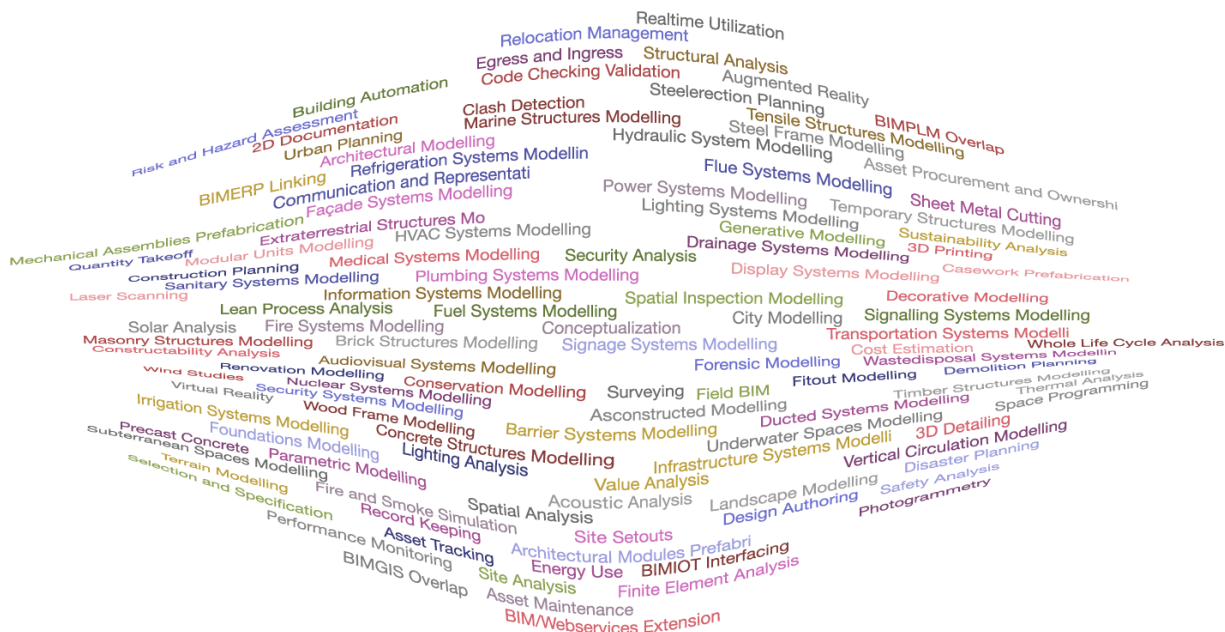 Realtime Utilization
Relocation Management
Egress and Ingress
Structural Analysis
Code Checking Validation
Augmented Reality
Building Automation
Steelerection Planning
Clash Detection
Risk and Hazard Assessment
2D Documentation
Marine Structures Modelling
Tensile Structures Modelling
BIMPLM Overlap
Urban Planning
Steel Frame Modelling
Architectural Modelling
Hydraulic System Modelling
Refrigeration Systems Modellin
Flue Systems Modelling
Asset Procurement and Ownershi
BIMERP Linking
Communication and Representati
Façade Systems Modelling
Power Systems Modelling
Temporary Structures Modelling
Sheet Metal Cutting
Mechanical Assemblies Prefabrication
Extraterrestrial Structures Mo
Lighting Systems Modelling
Quantity Takeoff
Modular Units Modelling
HVAC Systems Modelling
Generative Modelling
Sustainability Analysis
Drainage Systems Modelling
3D Printing
Construction Planning
Medical Systems Modelling
Security Analysis
Sanitary Systems Modelling
Plumbing Systems Modelling
Display Systems Modelling
Casework Prefabrication
Laser Scanning
Information Systems Modelling
Spatial Inspection Modelling
Decorative Modelling
Lean Process Analysis
Fuel Systems Modelling
City Modelling
Signalling Systems Modelling
Solar Analysis
Fire Systems Modelling
Conceptualization
Transportation Systems Modelli
Masonry Structures Modelling
Brick Structures Modelling
Signage Systems Modelling
Cost Estimation
Whole Life Cycle Analysis
Constructability Analysis
Audiovisual Systems Modelling
Forensic Modelling
Wastedisposal Systems Modellin
Renovation Modelling
Wind Studies
Nuclear Systems Modelling
Conservation Modelling
Fitout Modelling
Demolition Planning
Virtual Reality
Security Systems Modelling
Surveying
Field BIM
Timber Structures Modelling
Thermal Analysis
Irrigation Systems Modelling
Wood Frame Modelling
Asconstructed Modelling
Ducted Systems Modelling
Space Programming
Foundations Modelling
Concrete Structures Modelling
Barrier Systems Modelling
Underwater Spaces Modelling
3D Detailing
Precast Concrete
Subterranean Spaces Modelling
Parametric Modelling
Lighting Analysis
Infrastructure Systems Modelli
Vertical Circulation Modelling
Terrain Modelling
Value Analysis
Disaster Planning
Selection and Specification
Fire and Smoke Simulation
Spatial Analysis
Acoustic Analysis
Landscape Modelling
Safety Analysis
Record Keeping
Design Authoring
Photogrammetry
Performance Monitoring
Asset Tracking
Site Setouts
Architectural Modules Prefabri
BIMGIS Overlap
Site Analysis
Energy Use
BIMIOT Interfacing
Asset Maintenance
Finite Element Analysis
BIM/Webservices Extension